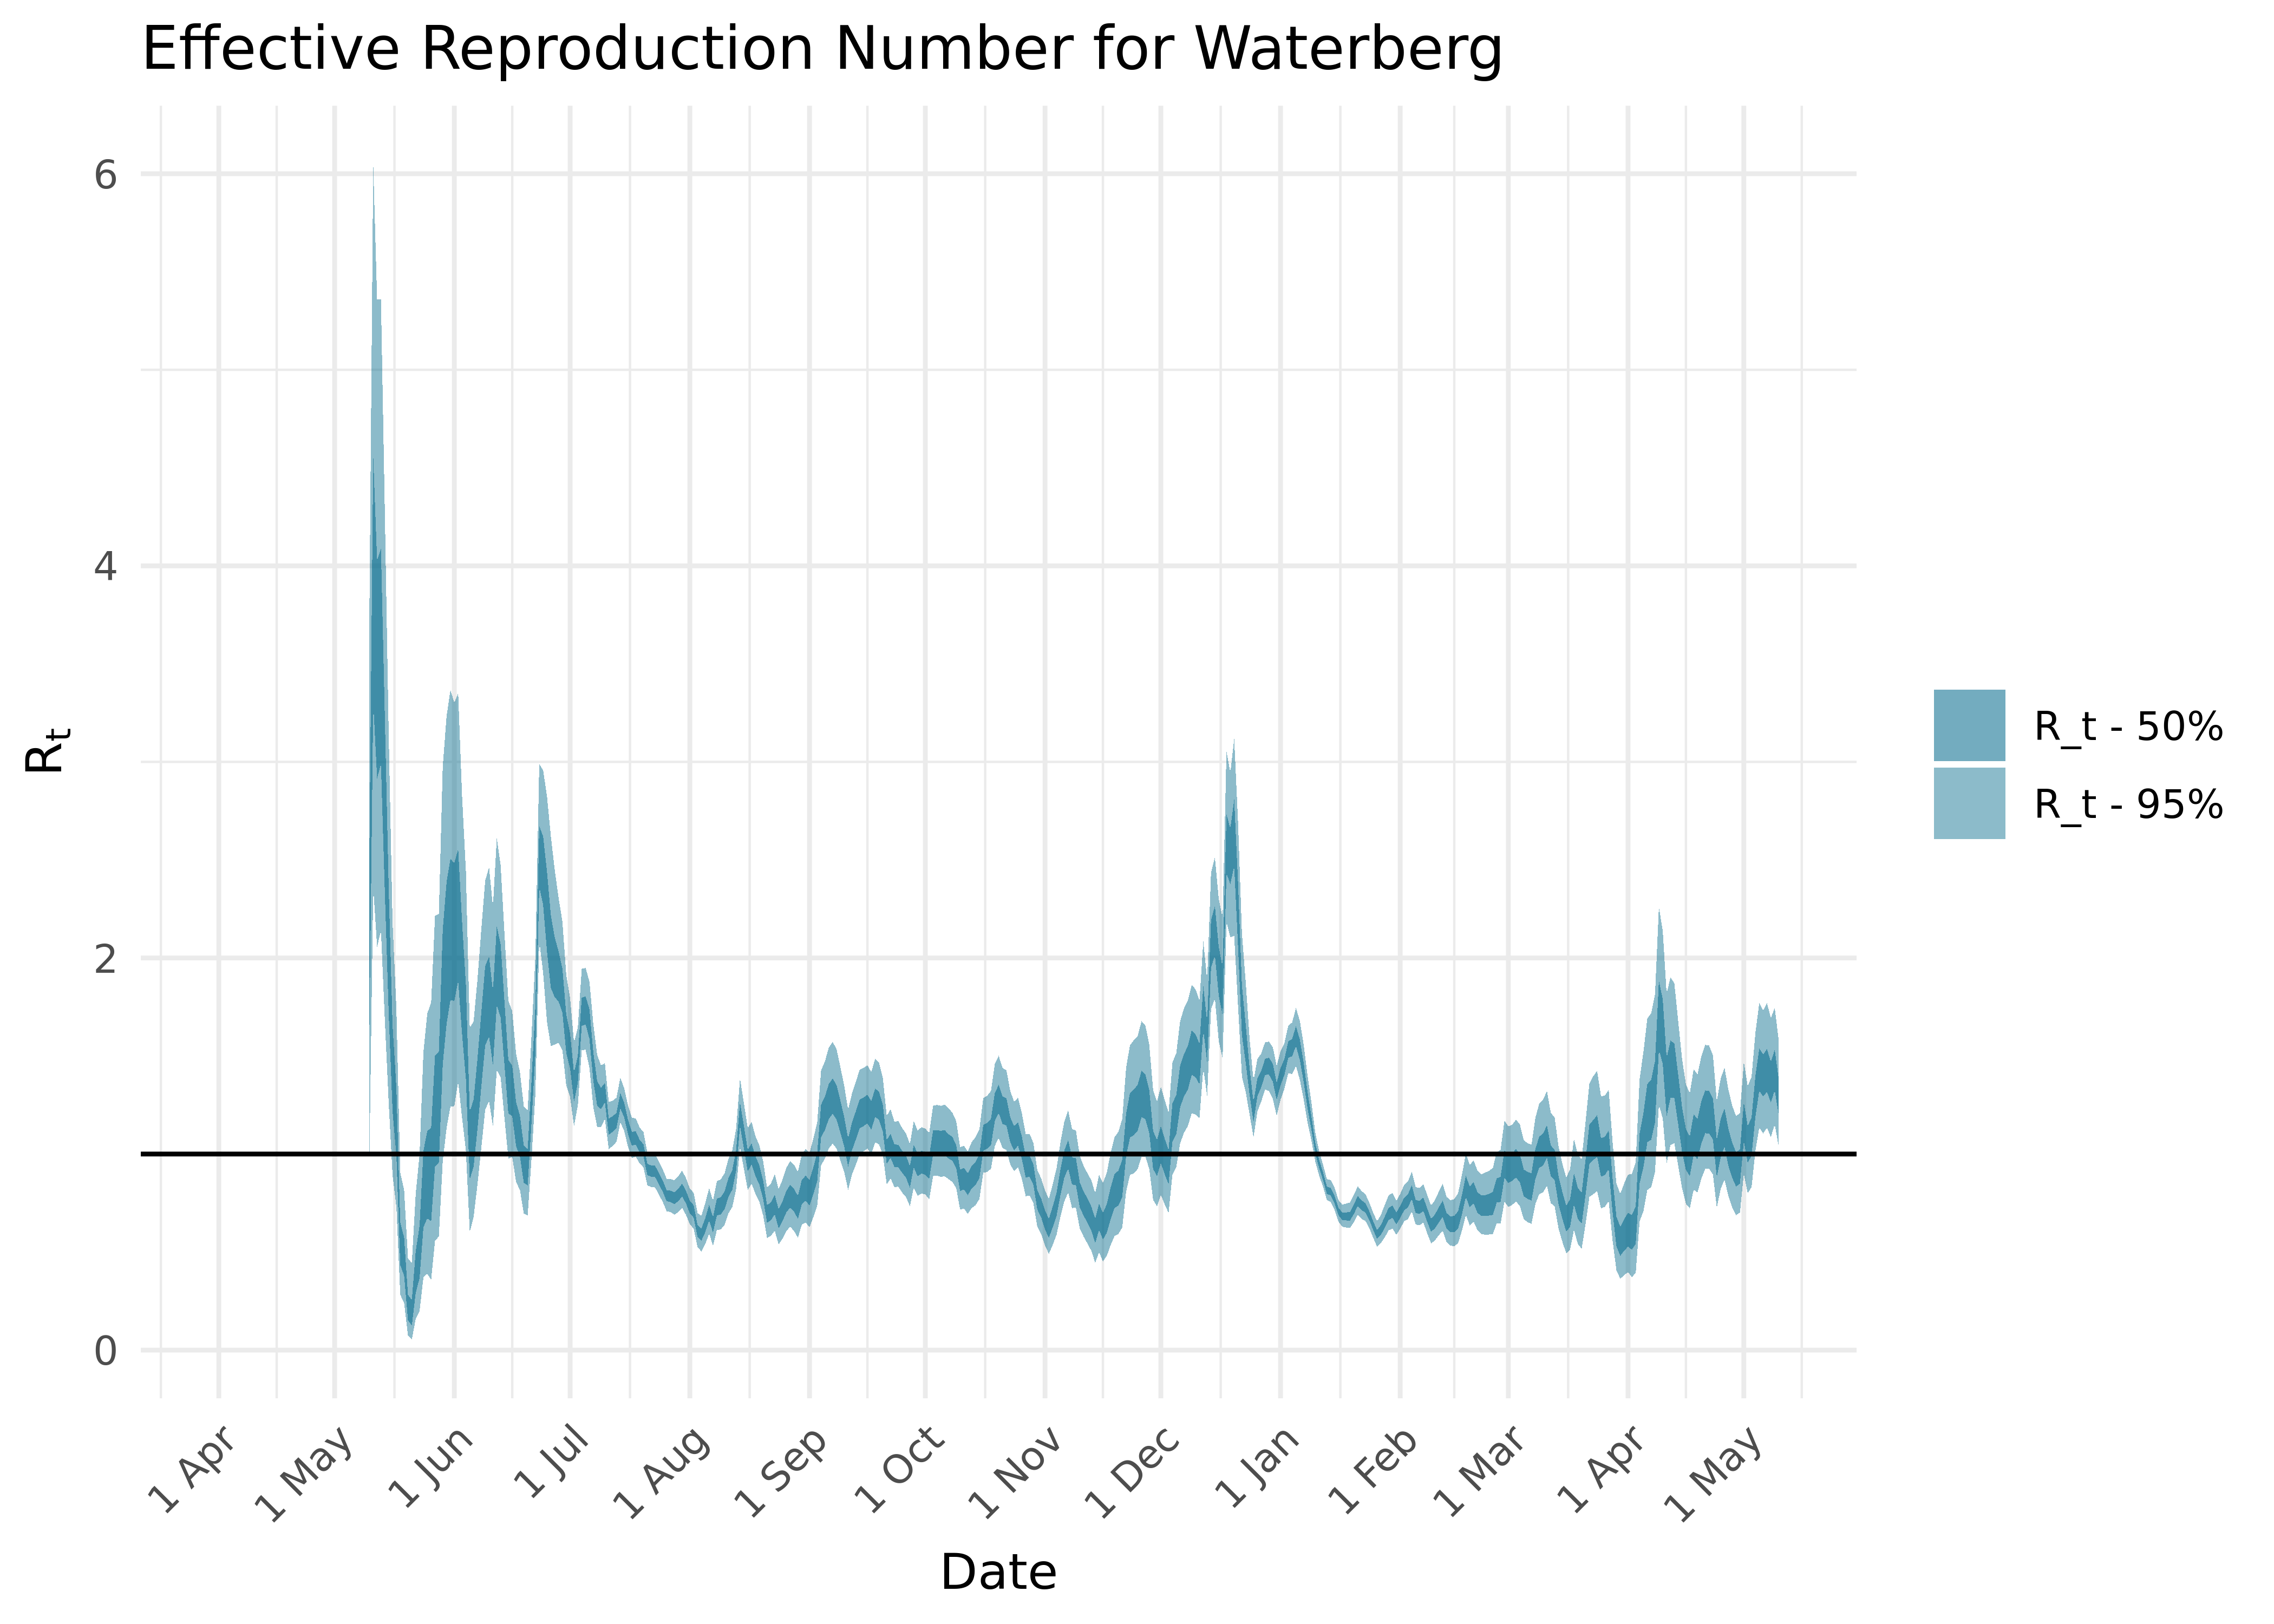 Effective Reproduction Number for Waterberg
6
4
2
0
R_t
1 Apr
1 May
1 Jun
1 Jul
1 Aug
1 Sep
1 Oct
1 Nov
1 Dec
1 Jan
1 Feb
1 Mar
1 Apr
1 May
Date
R_t - 50%
R_t - 95%